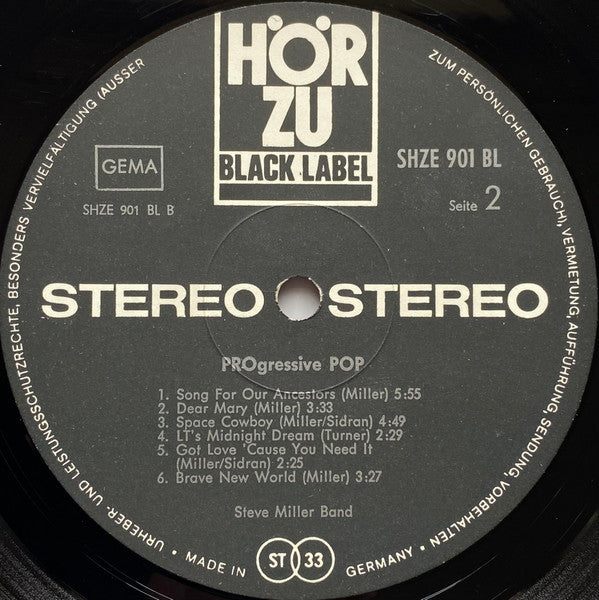 HÖR
ZU
BLACK LABEL
GEMA
SHZE 901 BL B
SHZE 901 BL
Seite 2
STEREO STEREO
PROgressive POP
1. Song For Our Ancestors (Miller) 5:55
2. Dear Mary (Miller) 3:33
3. Space Cowboy (Miller/Sidran) 4:49
4. LT's Midnight Dream (Turner) 2:29
5. Got Love 'Cause You Need It
(Miller/Sidran) 2:25
6. Brave New World (Miller) 3:27
Steve Miller Band
URHEBER- UND LEISTUNGSSCHUTZRECHTE, BESONDERS VERVIELFÄLTIGUNG (AUSSER
ZUM PERSÖNLICHEN GEBRAUCH), VERMIETUNG, AUFFÜHRUNG, SENDUNG, VORBEHALTEN
• MADE IN ST 33 GERMANY •